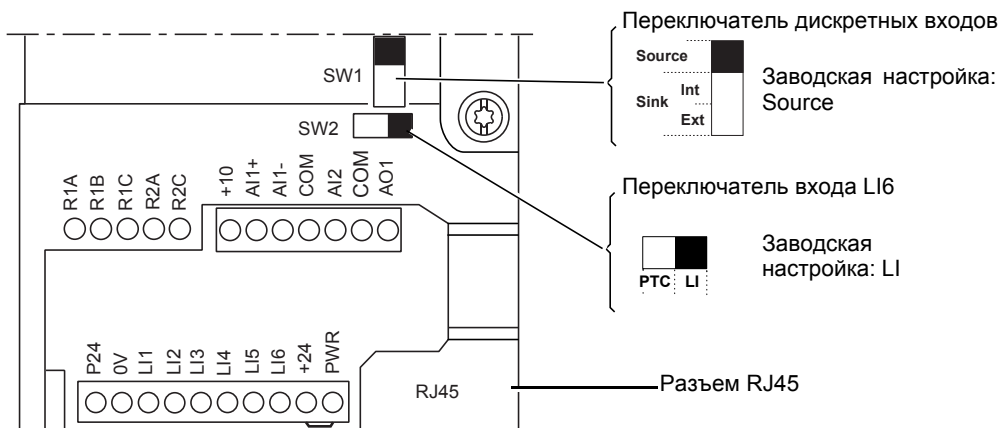 Переключатель дискретных входов
Source
Sink
Int
Ext
Заводская настройка:
Source
SW1
SW2
R1A
R1B
R1C
R2A
R2C
+10
AI1+
AI1-
COM
AI2
COM
AO1
Переключатель входа LI6
PTC LI
Заводская
настройка: LI
P24
0V
LI1
LI2
LI3
LI4
LI5
LI6
+24
PWR
RJ45
Разъем RJ45